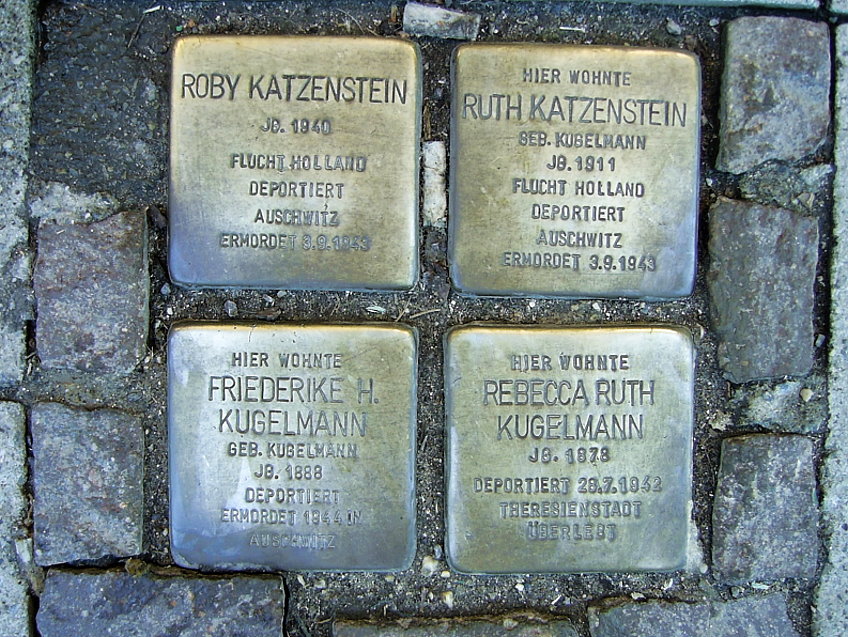 ROBY KATZENSTEIN
JG. 1940
FLUCHT HOLLAND
DEPORTIERT
AUSCHWITZ
ERMORDET 3.9.1943
HIER WOHNTE
RUTH KATZENSTEIN
GEB. KUGELMANN
JG. 1911
FLUCHT HOLLAND
DEPORTIERT
AUSCHWITZ
ERMORDET 3.9.1943
HIER WOHNTE
FRIEDERIKE H.
KUGELMANN
GEB. KUGELMANN
JG. 1888
DEPORTIERT
ERMORDET 1944 IN
AUSCHWITZ
HIER WOHNTE
REBECCA RUTH
KUGELMANN
JG. 1878
DEPORTIERT 28.7.1942
THERESIENSTADT
ÜBERLEBT